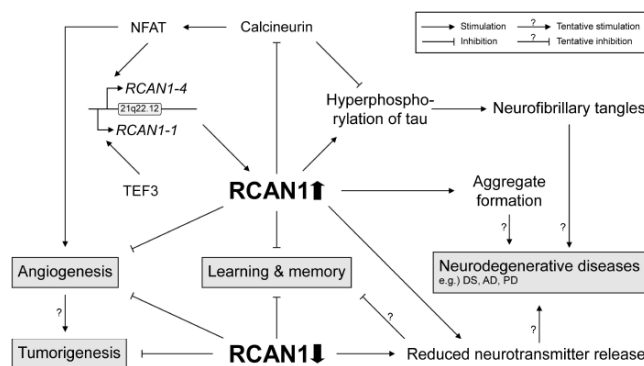 NFAT
Calcineurin
Stimulation
? Tentative stimulation
Inhibition
? Tentative inhibition
RCAN1-4
21q22.12
RCAN1-1
Hyperphospho-
rylation of tau
Neurofibrillary tangles
TEF3
RCAN1⬆
Aggregate
formation
?
?
Angiogenesis
Learning & memory
Neurodegenerative diseases
e.g.) DS, AD, PD
?
?
?
Tumorigenesis
RCAN1⬇
Reduced neurotransmitter release